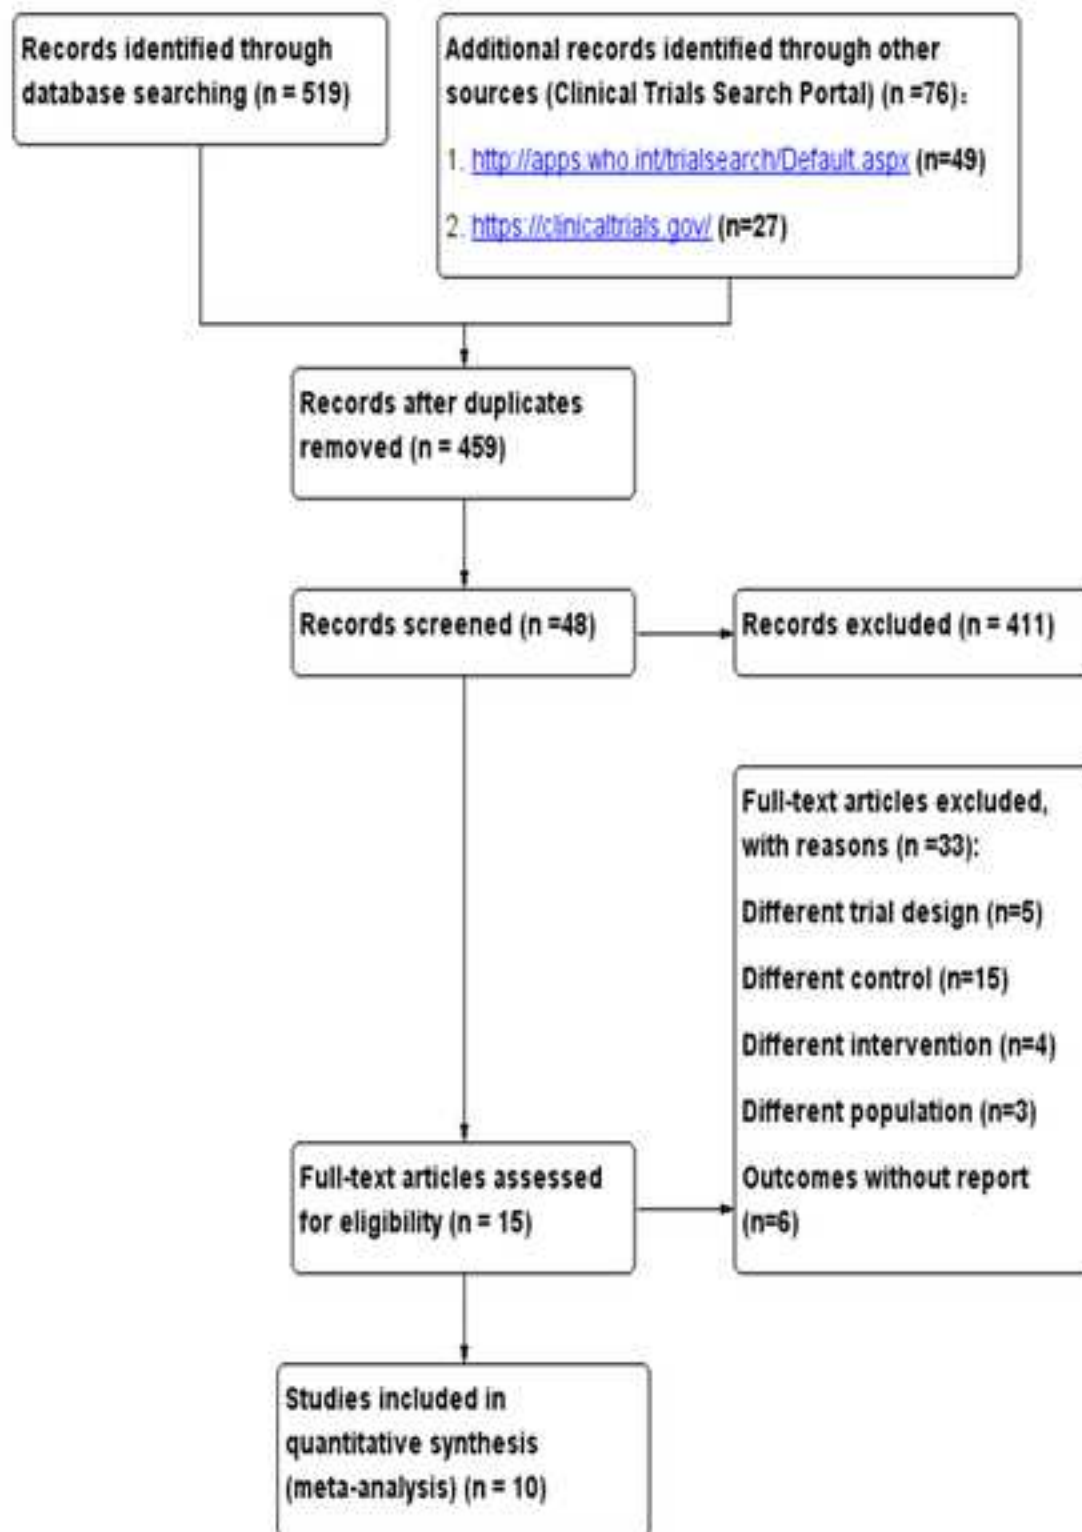 Records identified through
database searching (n = 519)
Additional records identified through other
sources (Clinical Trials Search Portal) (n =76)：
1. http://apps.who.int/trialsearch/Default.aspx (n=49)
2. https://clinicaltrials.gov/ (n=27)
Records after duplicates
removed (n = 459)
Records screened (n =48)
Records excluded (n = 411)
Full-text articles excluded,
with reasons (n =33):
Different trial design (n=5)
Different control (n=15)
Different intervention (n=4)
Different population (n=3)
Outcomes without report
(n=6)
Full-text articles assessed
for eligibility (n = 15)
Studies included in
quantitative synthesis
(meta-analysis) (n = 10)